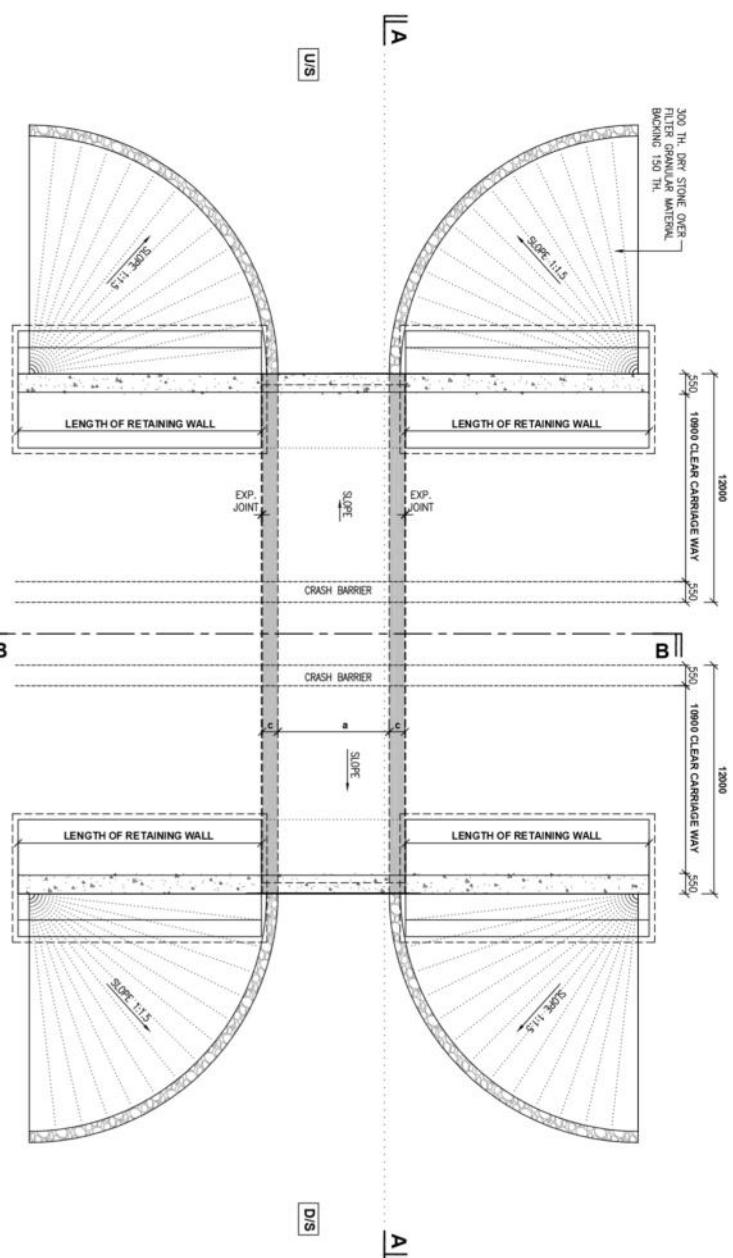 A
U/S
300 TH. DRY STONE OVER
FILTER GRANULAR MATERIAL
BACKING 150 TH.
SLOPE 1:1.5
SLOPE 1:1.5
LENGTH OF RETAINING WALL
LENGTH OF RETAINING WALL
550
10900 CLEAR CARRIAGE WAY
12000
550
EXP.
JOINT
SLOPE
EXP.
JOINT
CRASH BARRIER
B
B
CRASH BARRIER
550
10900 CLEAR CARRIAGE WAY
12000
550
c
a
c
SLOPE
LENGTH OF RETAINING WALL
LENGTH OF RETAINING WALL
SLOPE 1:1.5
SLOPE 1:1.5
D/S
A